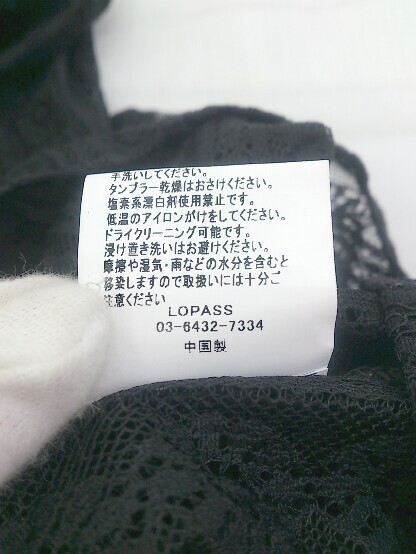 手洗いしてください。
タンブラー乾燥はおさけください。
塩素系漂白剤使用禁止です。
低温のアイロンがけをしてください。
ドライクリーニング可能です。
浸け置き洗いはお避けください。
摩擦や湿気・雨などの水分を含むと
移染しますので取扱いには十分ご
注意ください
LOPASS
03-6432-7334
中国製